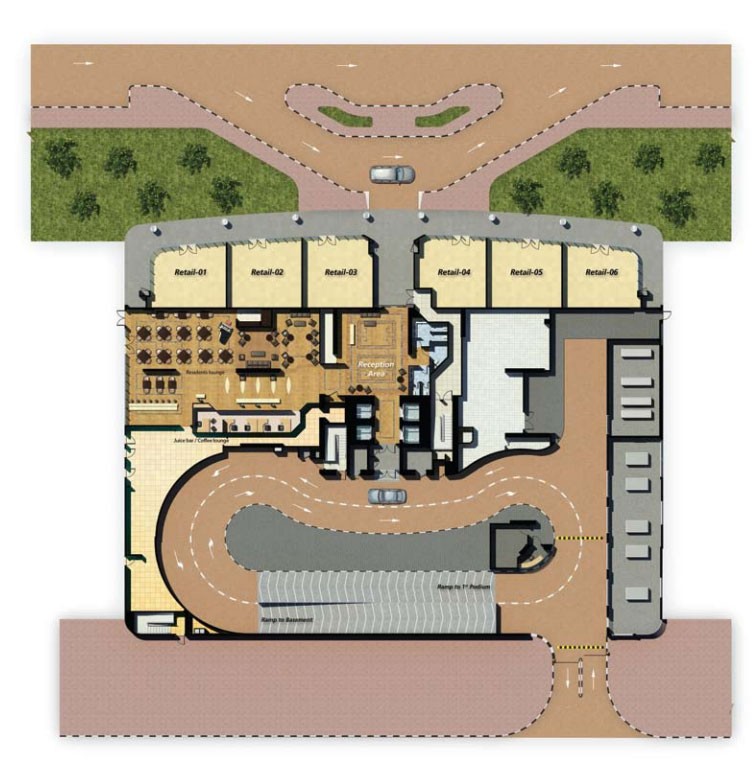 Retail-01
Retail-02
Retail-03
Retail-04
Retail-05
Retail-06
Reception
Area
Residents lounge
Juice bar / Coffee lounge
Ramp to 1st Podium
Ramp to Basement